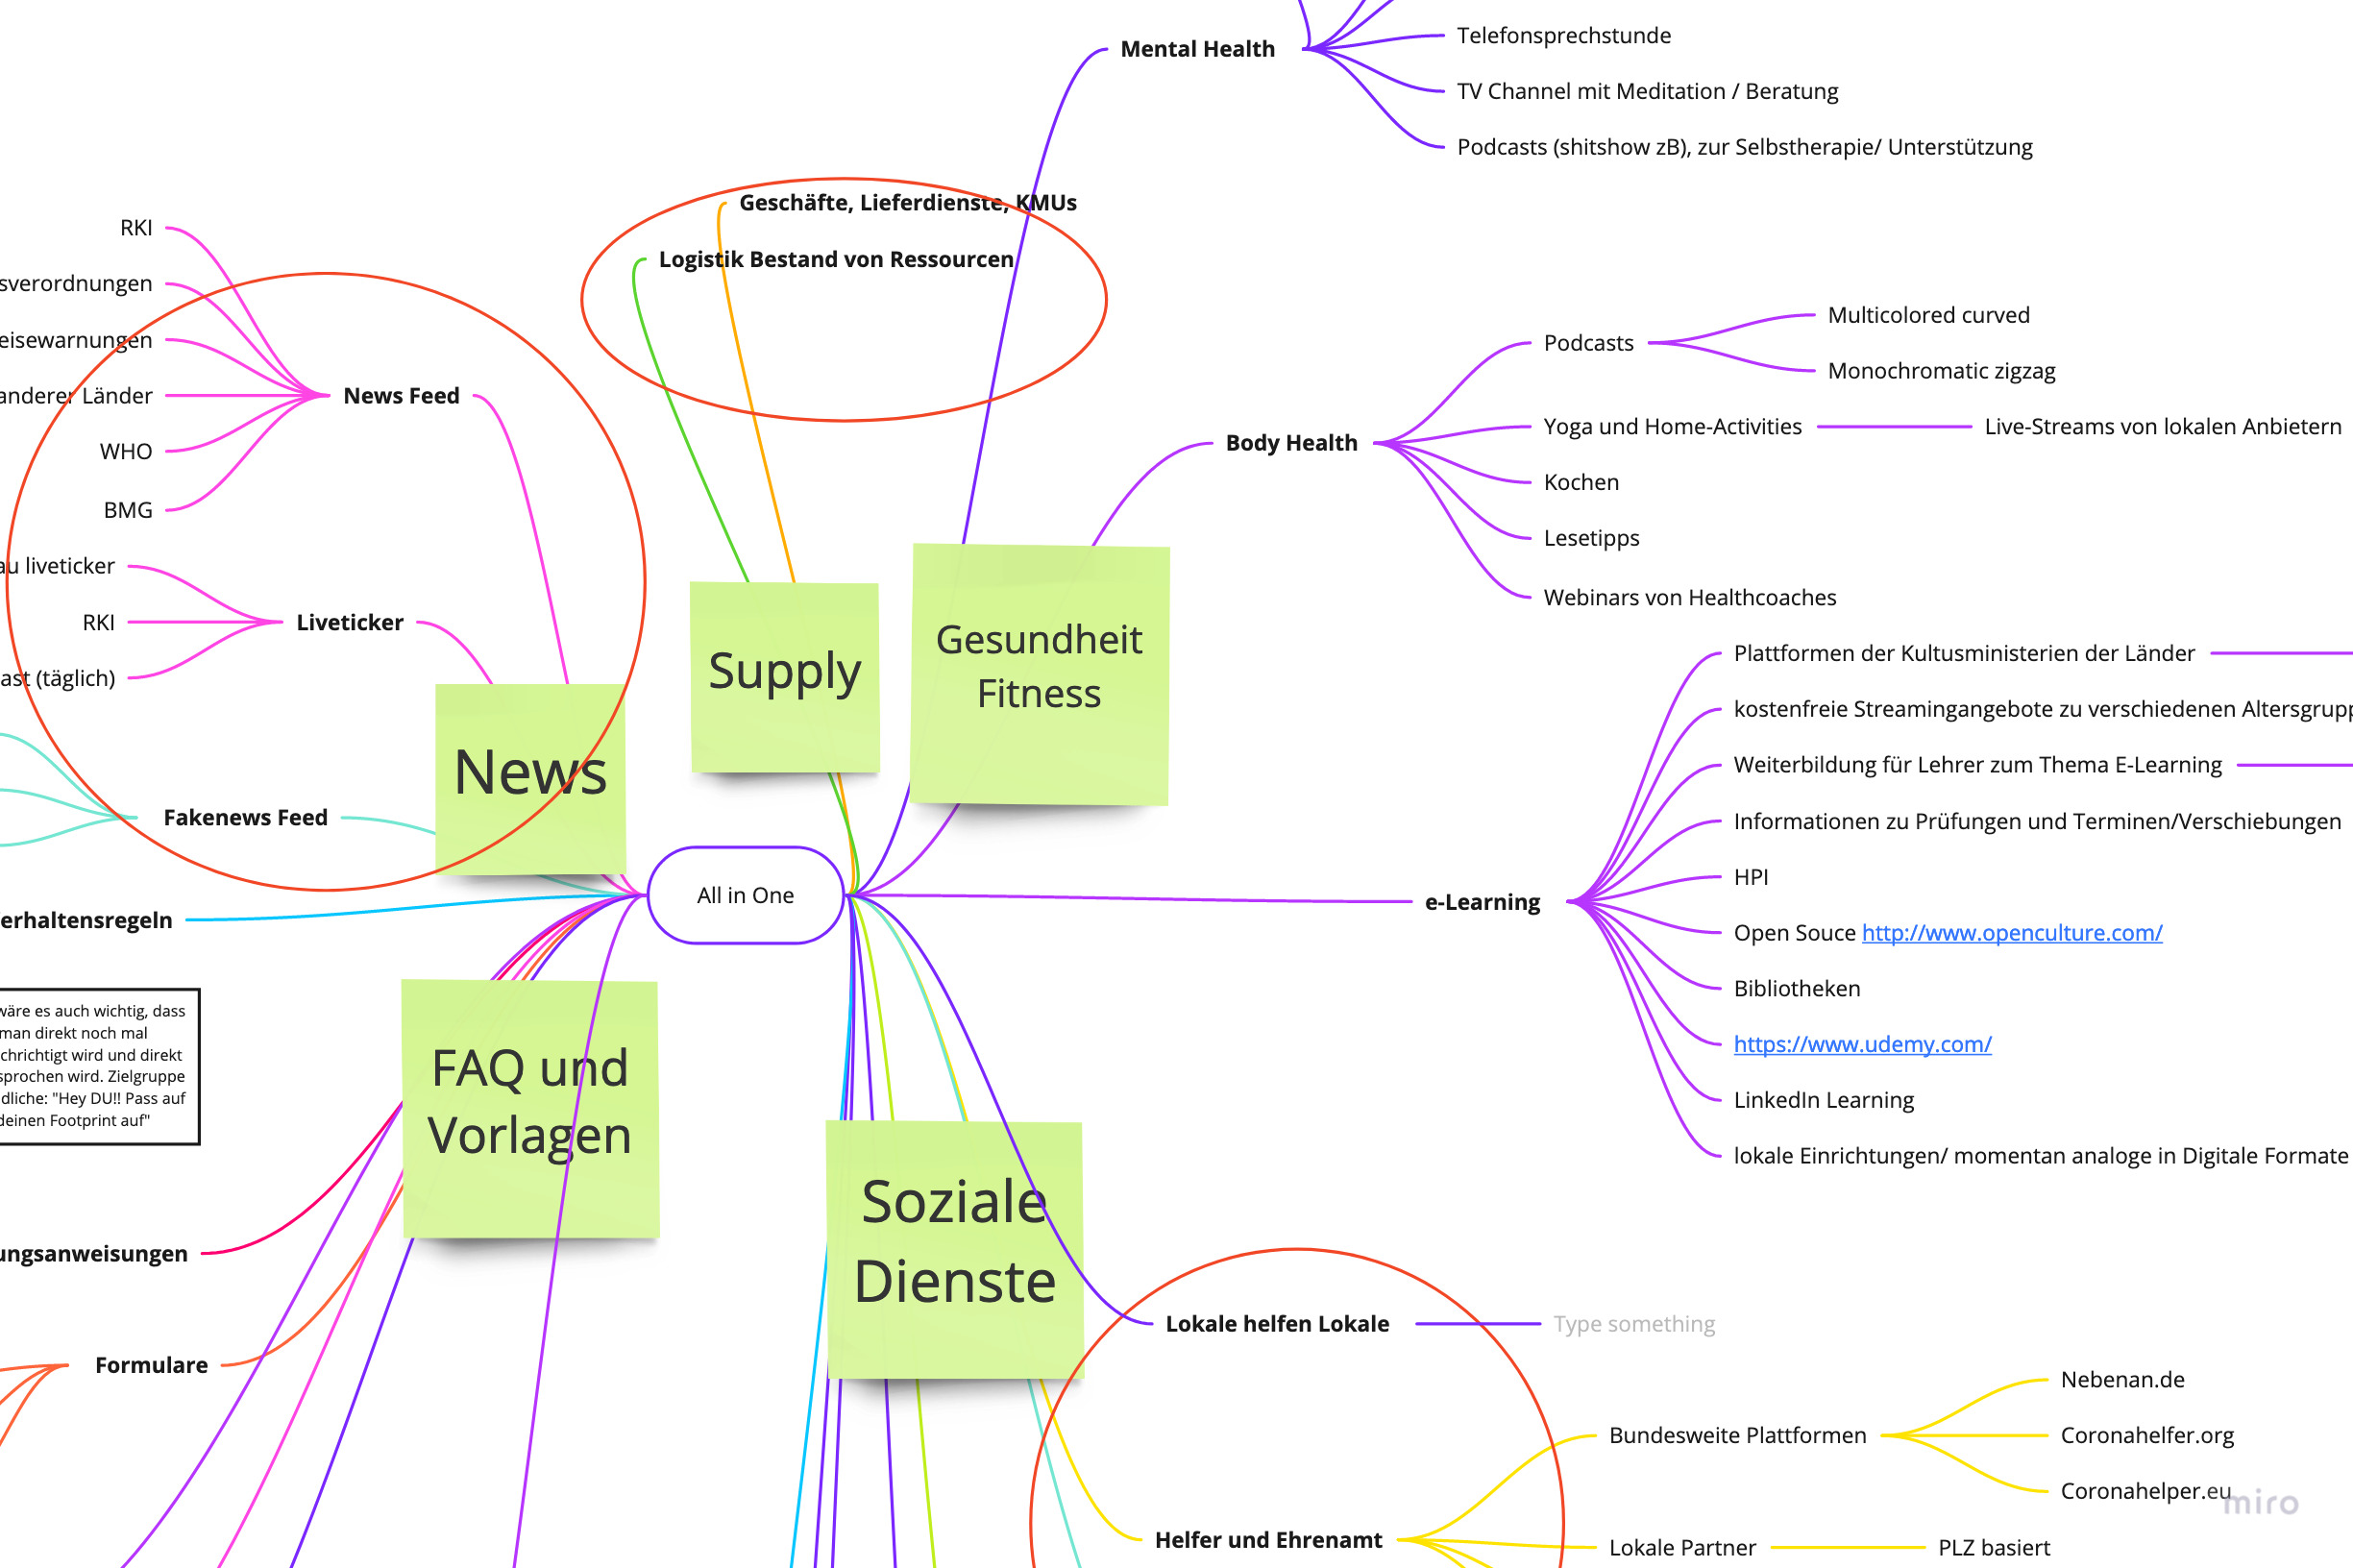 Mental Health
Telefonsprechstunde
TV Channel mit Meditation / Beratung
Podcasts (shitshow zB), zur Selbstherapie/ Unterstützung
Geschäfte, Lieferdienste, KMUs
Logistik Bestand von Ressourcen
RKI
sverordnungen
eisewarnungen
anderer Länder
WHO
BMG
News Feed
au liveticker
RKI
ast (täglich)
Liveticker
Fakenews Feed
News
Supply
Gesundheit
Fitness
Body Health
Podcasts
Multicolored curved
Monochromatic zigzag
Yoga und Home-Activities
Live-Streams von lokalen Anbietern
Kochen
Lesetipps
Webinars von Healthcoaches
All in One
e-Learning
Plattformen der Kultusministerien der Länder
kostenfreie Streamingangebote zu verschiedenen Altersgrupp
Weiterbildung für Lehrer zum Thema E-Learning
Informationen zu Prüfungen und Terminen/Verschiebungen
HPI
Open Souce http://www.openculture.com/
Bibliotheken
https://www.udemy.com/
LinkedIn Learning
lokale Einrichtungen/ momentan analoge in Digitale Formate
erhaltensregeln
wäre es auch wichtig, dass
man direkt noch mal
chrichtigt wird und direkt
sprochen wird. Zielgruppe
dliche: "Hey DU!! Pass auf
deinen Footprint auf"
FAQ und
Vorlagen
ungsanweisungen
Formulare
Soziale
Dienste
Lokale helfen Lokale
Type something
Helfer und Ehrenamt
Bundesweite Plattformen
Nebenan.de
Coronahelfer.org
Coronahelper.eu
Lokale Partner
PLZ basiert
miro